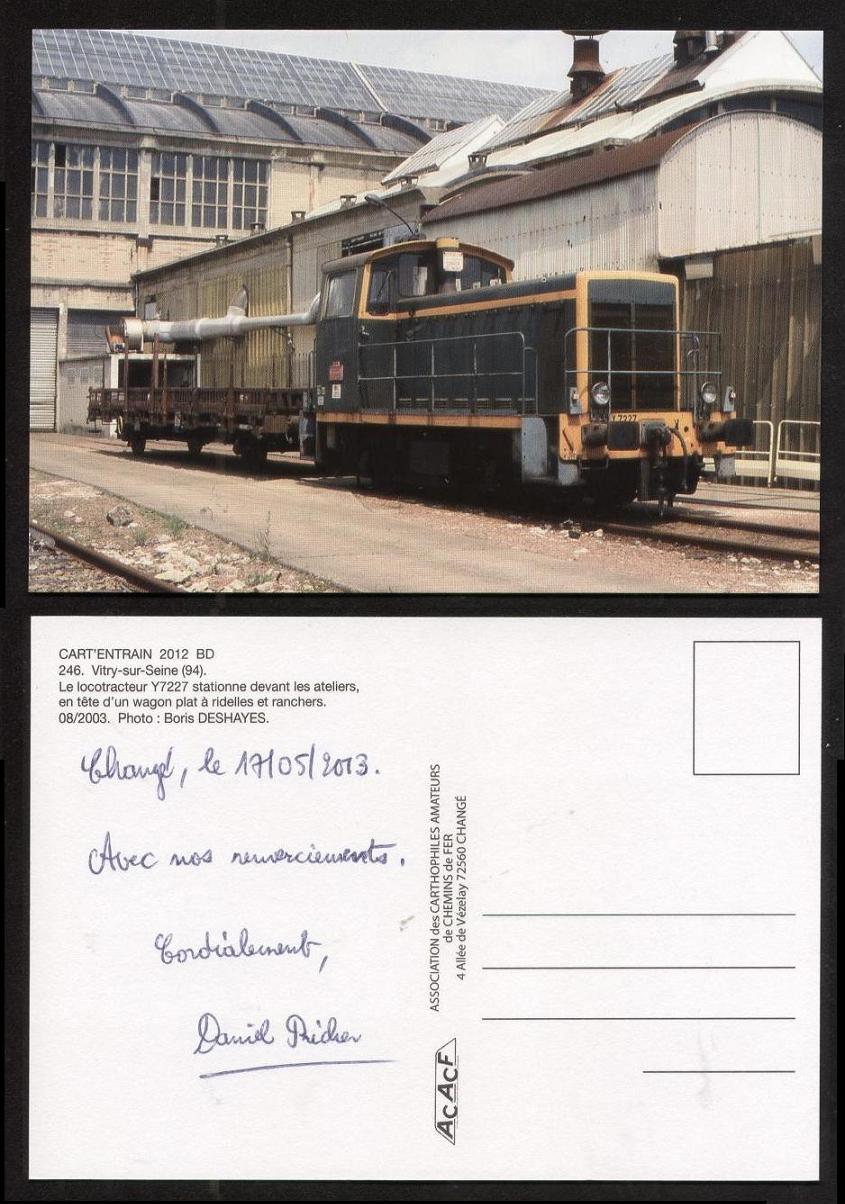 Y7227
CART'ENTRAIN 2012 BD
246. Vitry-sur-Seine (94).
Le locotracteur Y7227 stationne devant les ateliers,
en tête d'un wagon plat à ridelles et ranchers.
08/2003. Photo : Boris DESHAYES.
Changé, le 17/05/2013.
Avec nos remerciements.
Cordialement,
Daniel
ASSOCIATION des CARTHOPHILES AMATEURS
de CHEMINS de FER
4 Allée de Vézelay 72560 CHANGÉ
ACACF